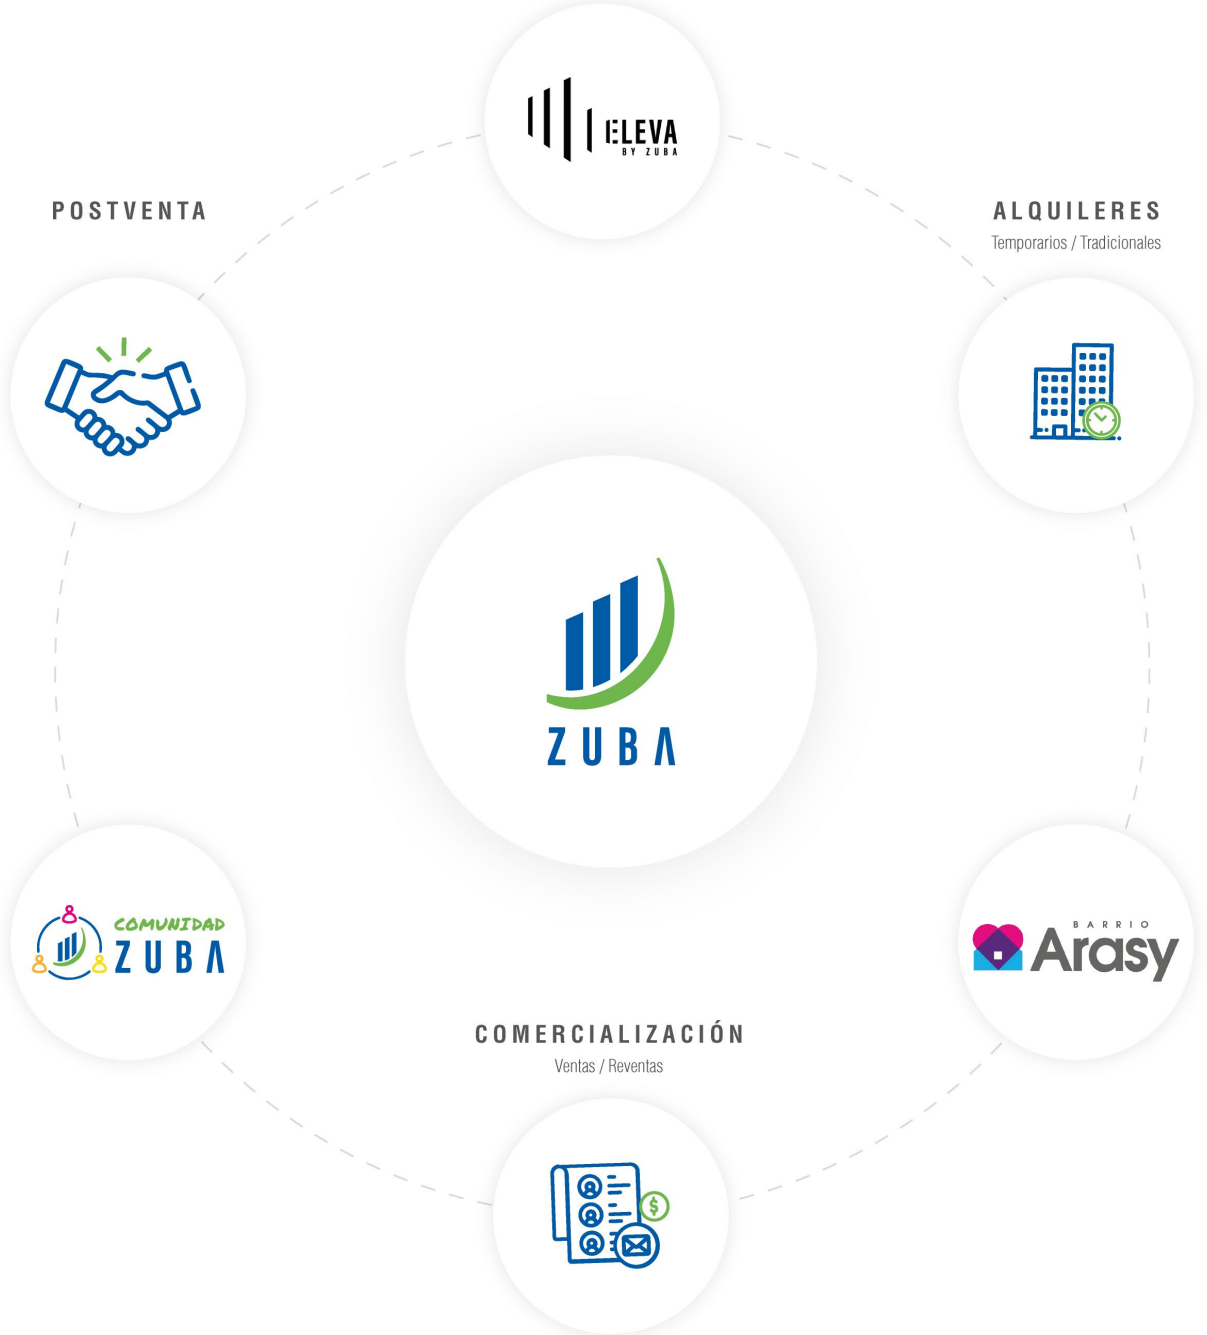 ELEVA
BY ZUBA
POSTVENTA
ALQUILERES
Temporarios / Tradicionales
ZUBA
COMUNIDAD
ZUBA
BARRIO
Arasy
COMERCIALIZACIÓN
Ventas / Reventas
$